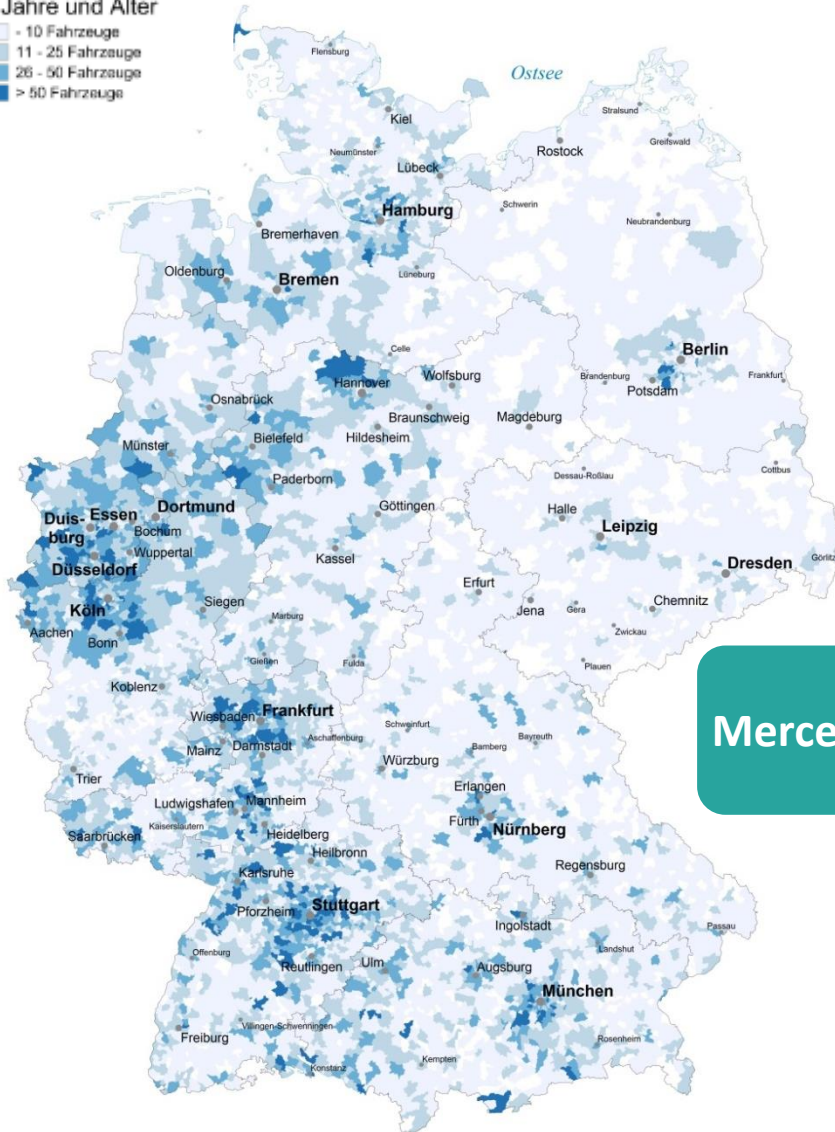 Jahre und Alter
- 10 Fahrzeuge
11 - 25 Fahrzeuge
26 - 50 Fahrzeuge
> 50 Fahrzeuge
Flensburg
Ostsee
Stralsund
Kiel
Greifswald
Rostock
Neumünster
Lübeck
Schwerin
Hamburg
Neubrandenburg
Bremerhaven
Oldenburg
Lüneburg
Bremen
Celle
Berlin
Wolfsburg
Brandenburg
Frankfurt
Hannover
Potsdam
Osnabrück
Braunschweig
Magdeburg
Münster
Bielefeld
Hildesheim
Cottbus
Paderborn
Dessau-Roßlau
Duis-
burg
Essen
Dortmund
Göttingen
Halle
Bochum
Leipzig
Wuppertal
Kassel
Görlitz
Düsseldorf
Dresden
Erfurt
Köln
Siegen
Jena
Gera
Chemnitz
Marburg
Aachen
Zwickau
Bonn
Gießen
Fulda
Plauen
Koblenz
Wiesbaden
Frankfurt
Schweinfurt
Merce
Aschaffenburg
Bayreuth
Mainz
Darmstadt
Bamberg
Würzburg
Trier
Erlangen
Ludwigshafen
Mannheim
Fürth
Kaiserslautern
Nürnberg
Saarbrücken
Heidelberg
Heilbronn
Regensburg
Karlsruhe
Pforzheim
Stuttgart
Ingolstadt
Passau
Offenburg
Landshut
Reutlingen
Ulm
Augsburg
München
Villingen-Schwenningen
Freiburg
Rosenheim
Kempten
Konstanz